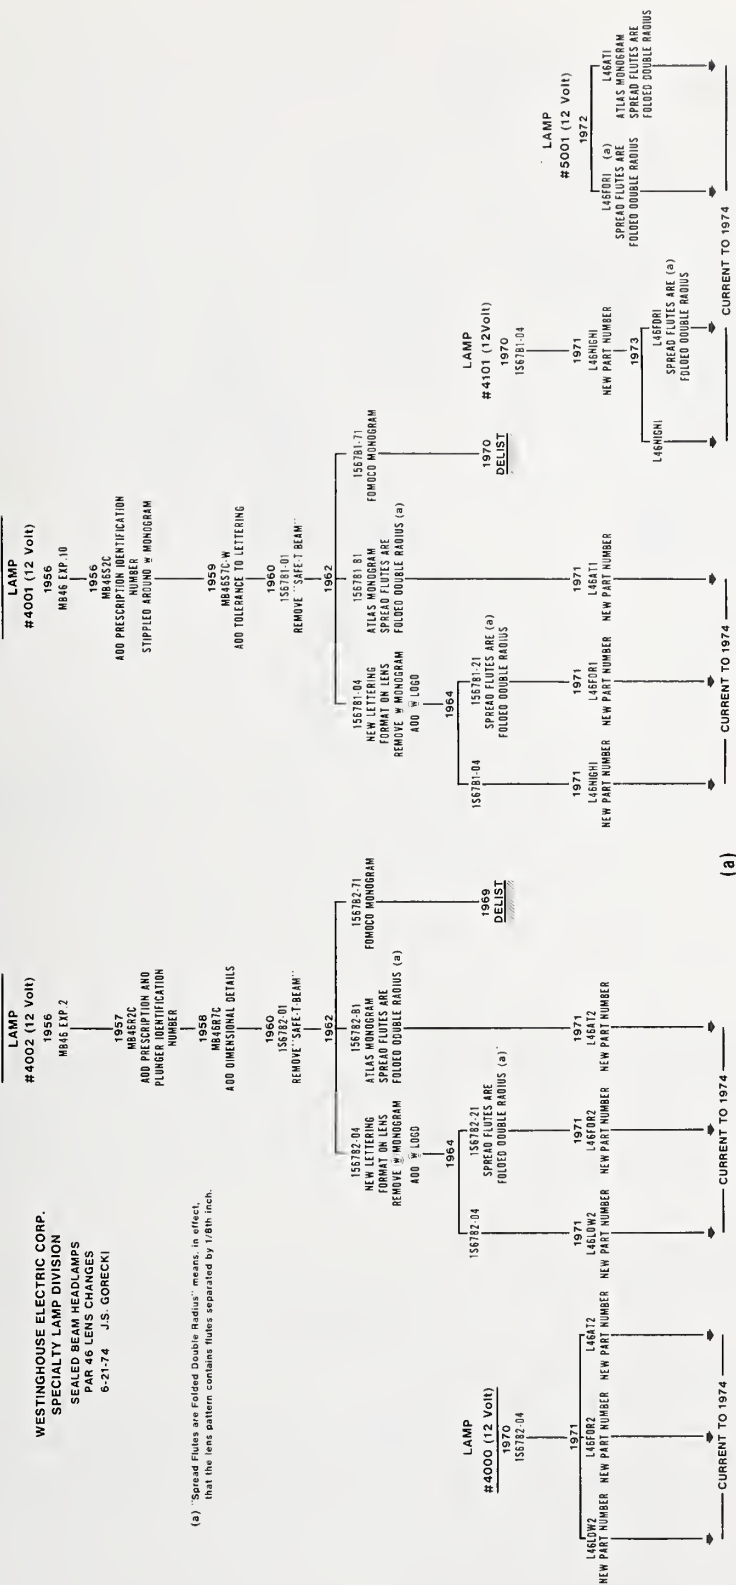 WESTINGHOUSE ELECTRIC CORP.
SPECIALTY LAMP DIVISION
SEALED BEAM HEADLAMPS
PAR 46 LENS CHANGES
6-21-74 J.S. GORECKI
(a) "Spread Flutes are Folded Double Radius" means, in effect,
that the lens pattern contains flutes separated by 1/8th inch.
LAMP
#4000 (12 Volt)
1970
156782-04
1971
L46LOW2
NEW PART NUMBER
L46FDR2
NEW PART NUMBER
L46AT2
NEW PART NUMBER
CURRENT TO 1974
LAMP
#4002 (12 Volt)
1956
MB46 EXP.2
1957
MB46R2C
ADD PRESCRIPTION AND
PLUNGER IDENTIFICATION
NUMBER
1958
MB46R7C
ADD DIMENSIONAL DETAILS
1960
156782-01
REMOVE "SAFE-T-BEAM"
1962
156782-04
NEW LETTERING
FORMAT ON LENS
REMOVE W MONOGRAM
ADD W LOGO
1964
156782-04
1971
L46LOW2
NEW PART NUMBER
156782-21
SPREAD FLUTES ARE
FOLDED DOUBLE RADIUS (a)
1971
L46FDR2
NEW PART NUMBER
156782-81
ATLAS MONOGRAM
SPREAD FLUTES ARE
FOLDED DOUBLE RADIUS (a)
1971
L46AT2
NEW PART NUMBER
156782-71
FOMOCO MONOGRAM
1969
DELIST
CURRENT TO 1974
LAMP
#4001 (12 Volt)
1956
MB46 EXP.10
1956
MB46S2C
ADD PRESCRIPTION IDENTIFICATION
NUMBER
STIPPLED AROUND W MONOGRAM
1959
MB46S7C-W
ADD TOLERANCE TO LETTERING
1960
156781-01
REMOVE "SAFE-T BEAM"
1962
156781-04
NEW LETTERING
FORMAT ON LENS
REMOVE W MONOGRAM
ADD W LOGO
1964
156781-04
1971
L46HIGH1
NEW PART NUMBER
156781-21
SPREAD FLUTES ARE (a)
FOLDED DOUBLE RADIUS
1971
L46FDR1
NEW PART NUMBER
156781 81
ATLAS MONOGRAM
SPREAD FLUTES ARE
FOLDED DOUBLE RADIUS (a)
1971
L46AT1
NEW PART NUMBER
156781-71
FOMOCO MONOGRAM
1970
DELIST
CURRENT TO 1974
LAMP
#4101 (12Volt)
1970
156781-04
1971
L46HIGH1
NEW PART NUMBER
1973
L46HIGH1
L46FDR1
SPREAD FLUTES ARE (a)
FOLDED DOUBLE RADIUS
LAMP
#5001 (12 Volt)
1972
L46FDR1 (a)
SPREAD FLUTES ARE
FOLDED DOUBLE RADIUS
L46AT1
ATLAS MONOGRAM
SPREAD FLUTES ARE
FOLDED DOUBLE RADIUS
CURRENT TO 1974
(a)